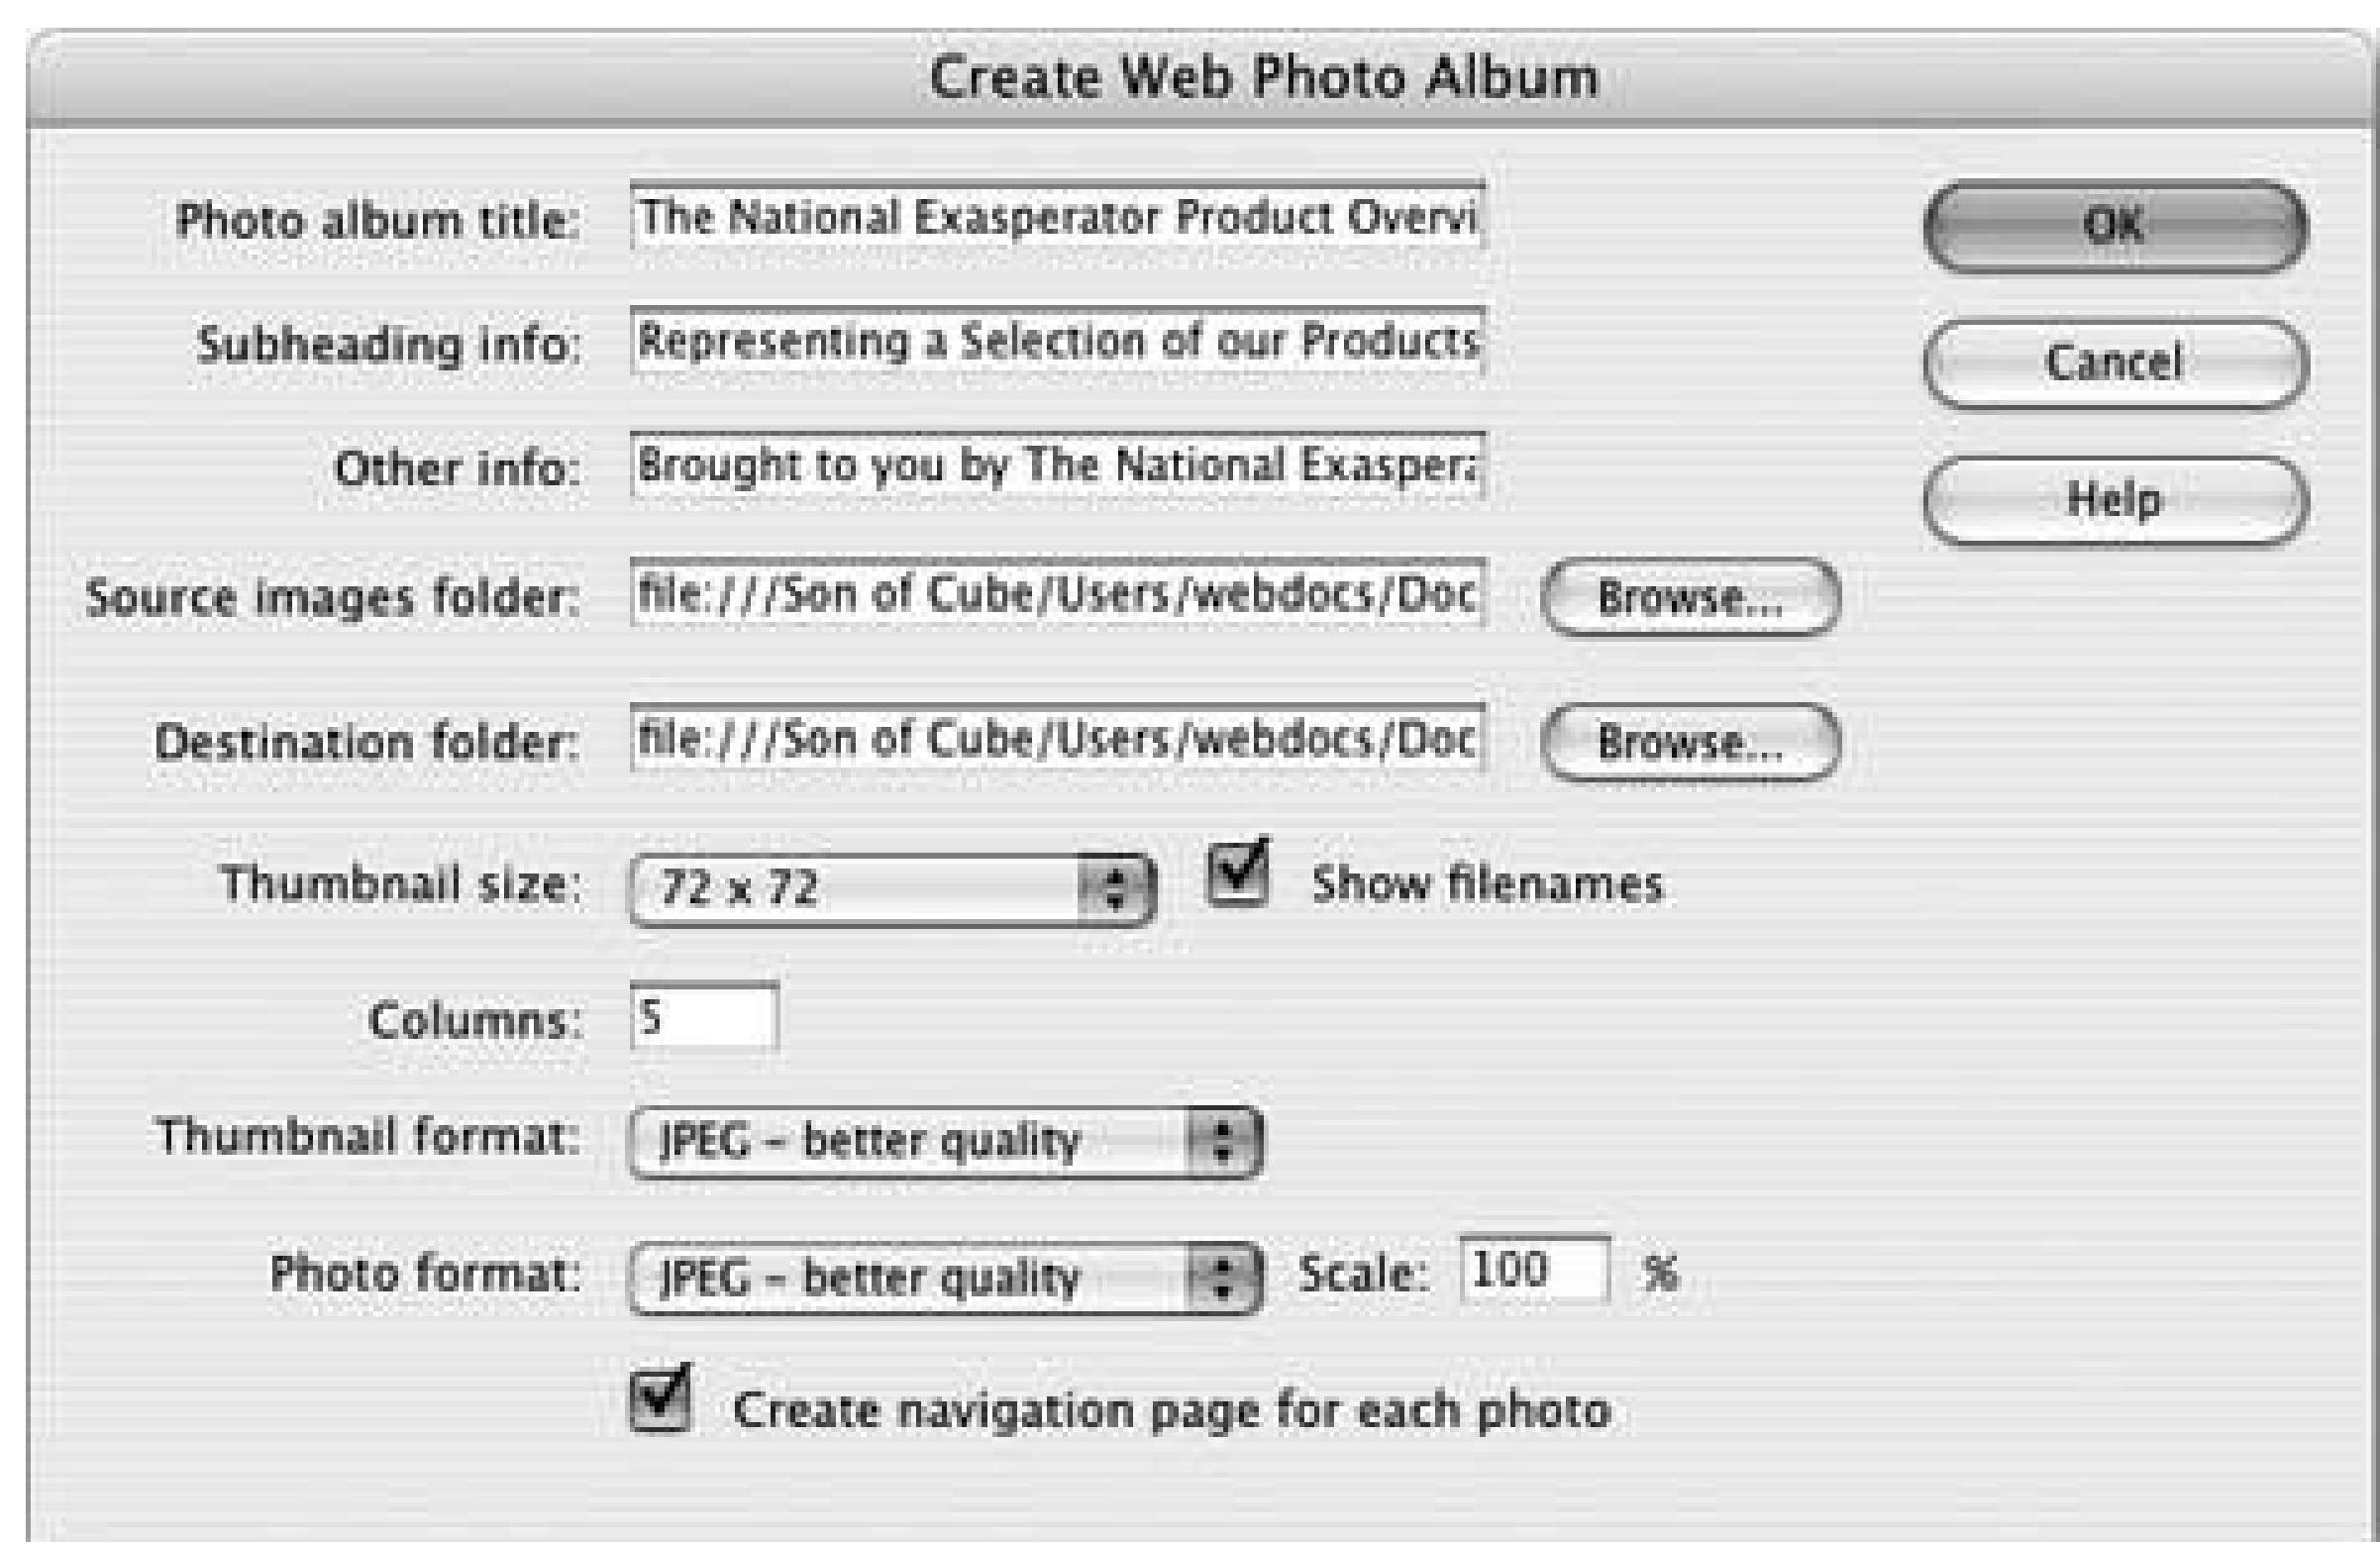 Create Web Photo Album
Photo album title: The National Exasperator Product Overvi
OK
Subheading info: Representing a Selection of our Products
Cancel
Other info: Brought to you by The National Exaspera
Help
Source images folder: file:///Son of Cube/Users/webdocs/Doc Browse...
Destination folder: file:///Son of Cube/Users/webdocs/Doc Browse...
Thumbnail size: 72 x 72 Show filenames
Columns: 5
Thumbnail format: JPEG – better quality
Photo format: JPEG – better quality Scale: 100 %
Create navigation page for each photo